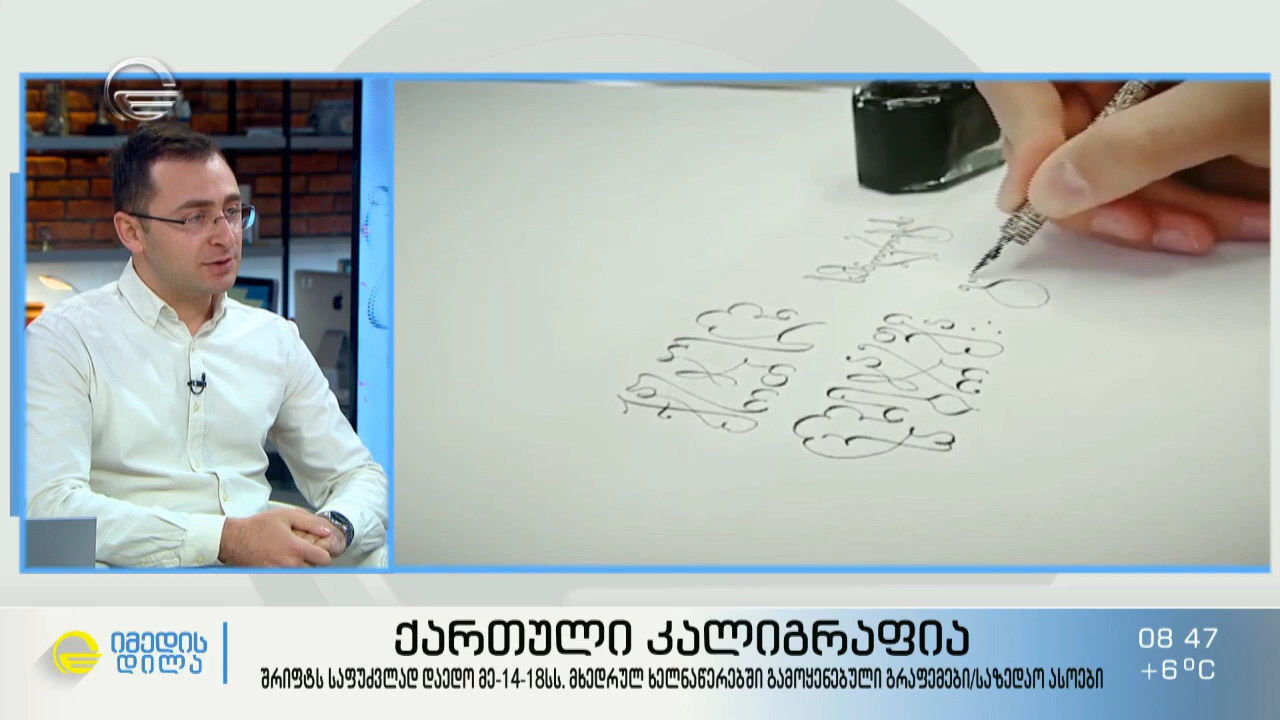 იმედის
დილა
ქართული კალიგრაფია
შრიფტს საფუძვლად დაედო მე-14-18სს. მხედრულ ხელნაწერებში გამოყენებული გრაფემები/საზედაო ასოები
08 47
+6°C